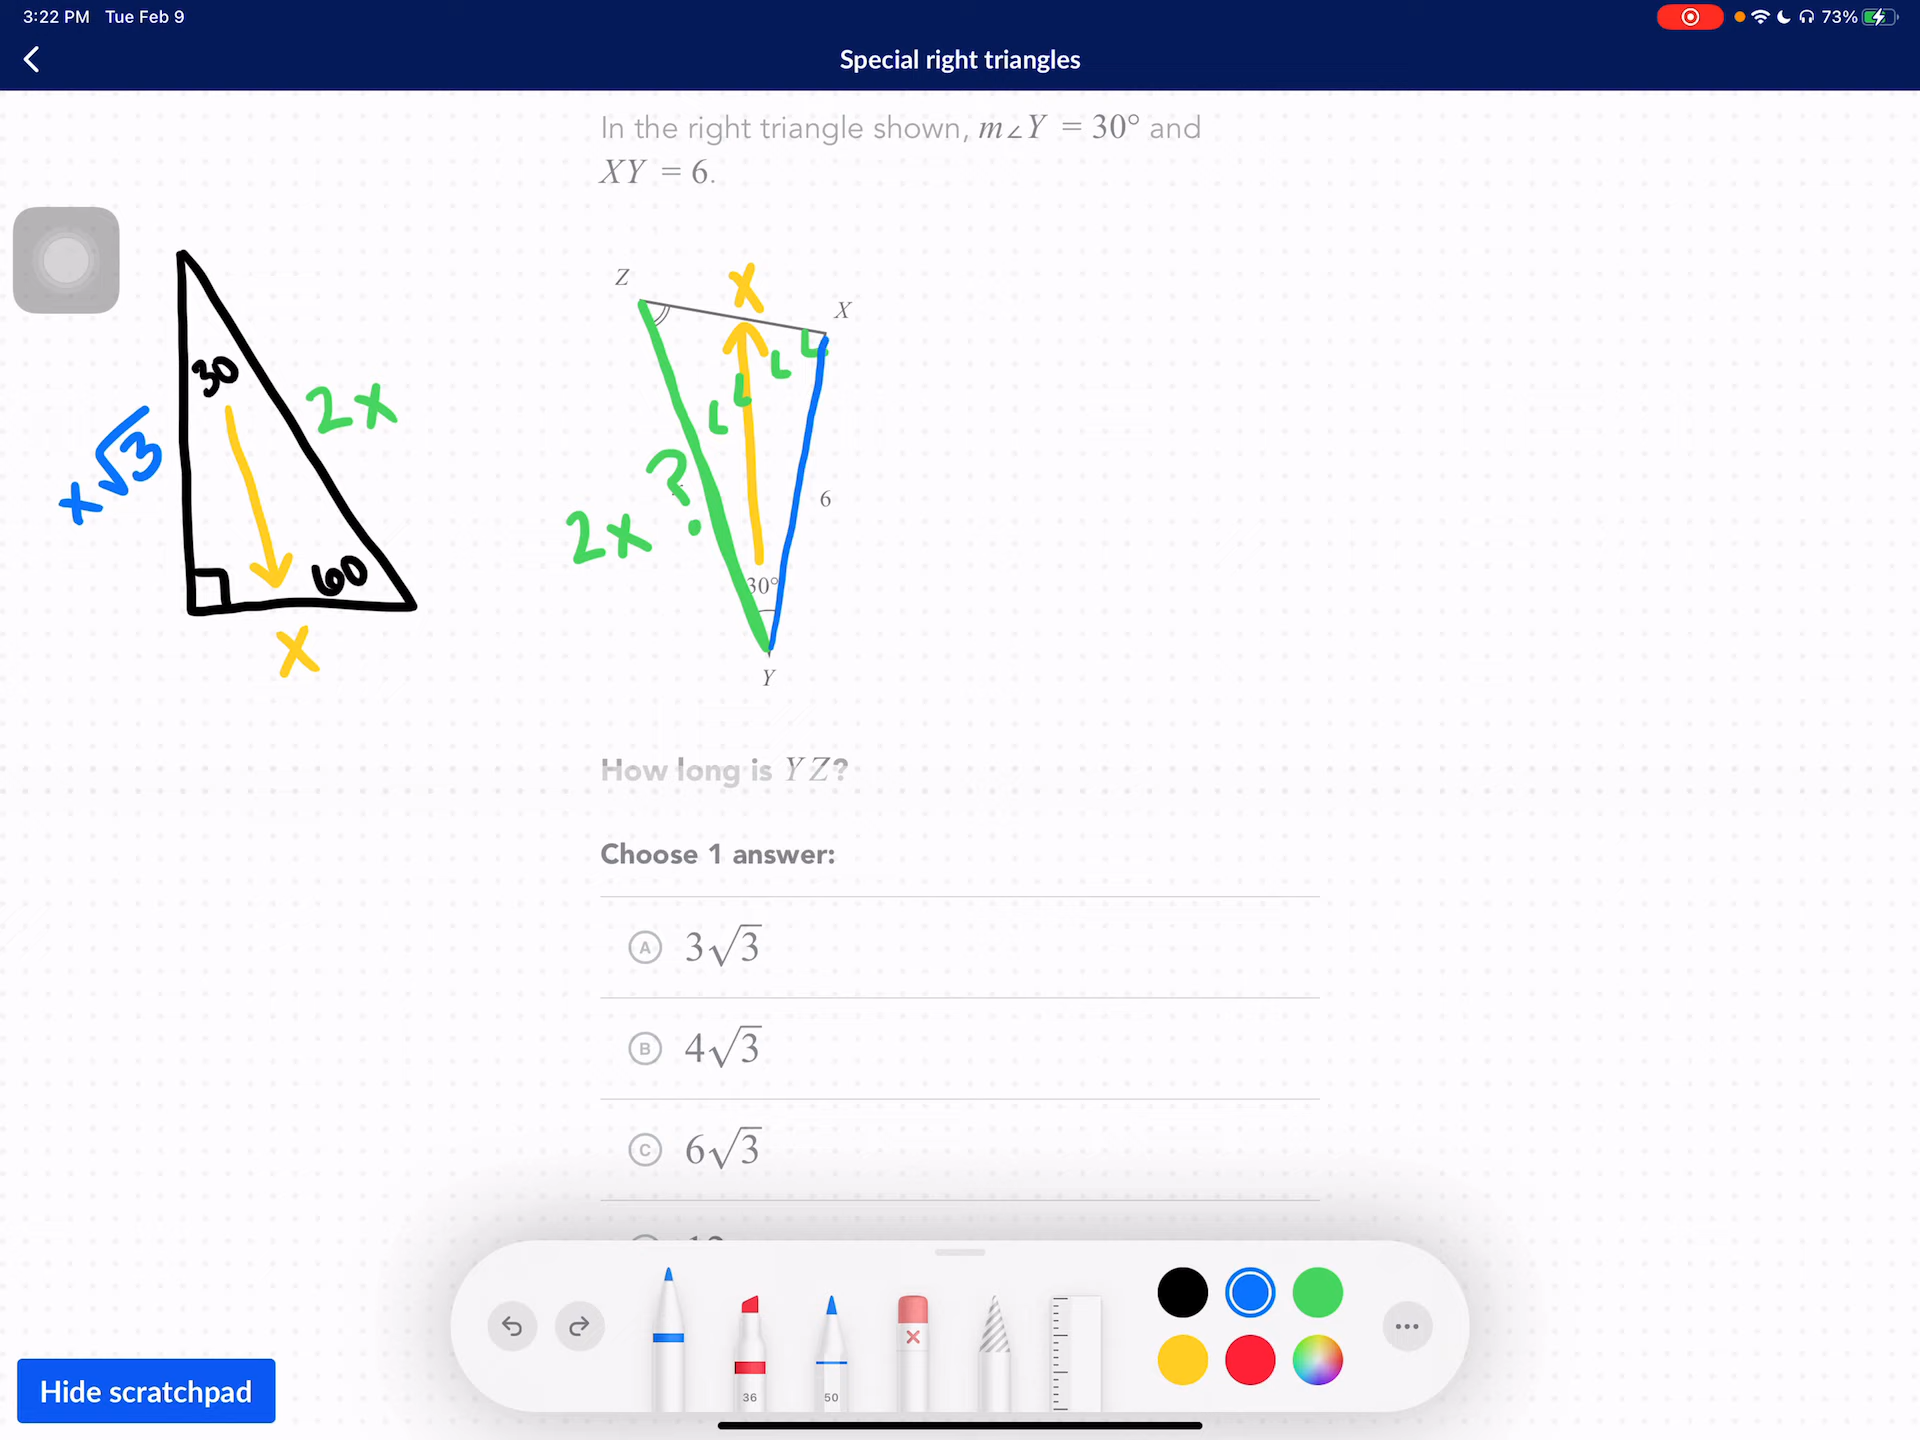 3:22 PM Tue Feb 9
73%
Special right triangles
In the right triangle shown, m∠Y = 30° and
XY = 6.
Z
X
X
30
2x
x√3
6
2x ?
60
30°
x
Y
How long is YZ?
Choose 1 answer:
A 3√3
B 4√3
C 6√3
36
50
Hide scratchpad